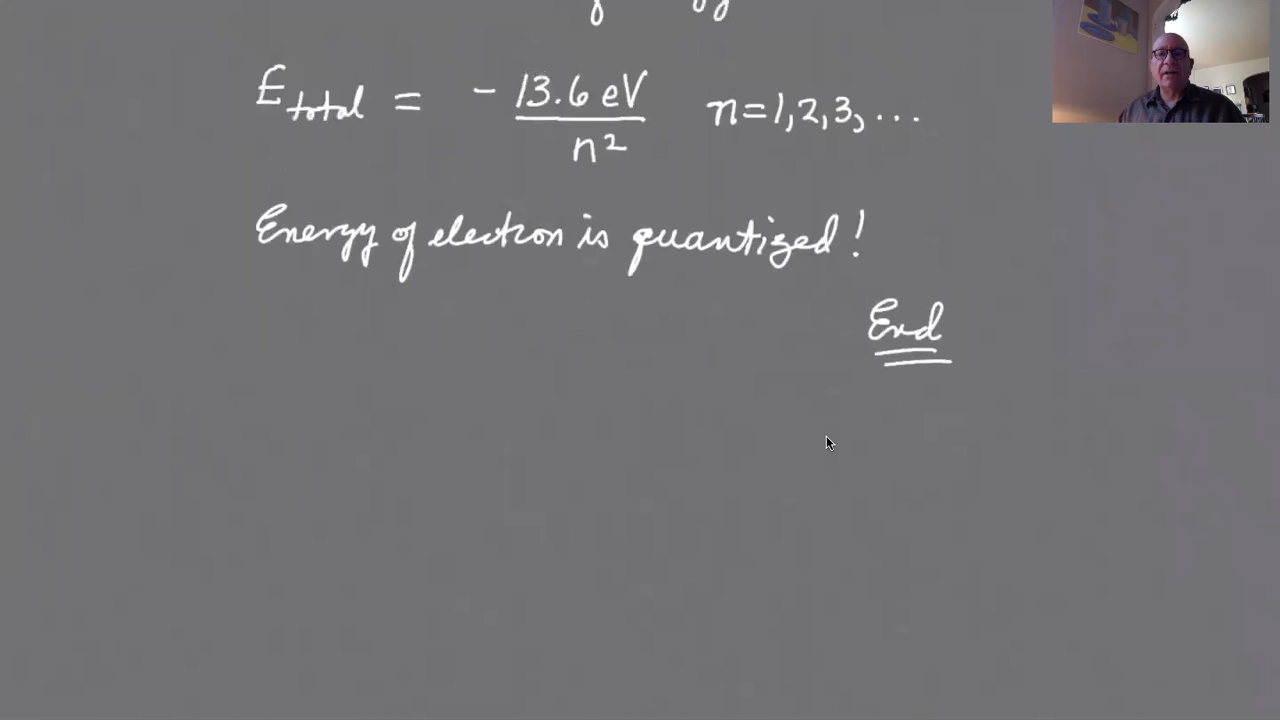 E_total = - 13.6 eV / n² n=1,2,3,...
Energy of electron is quantized!
End